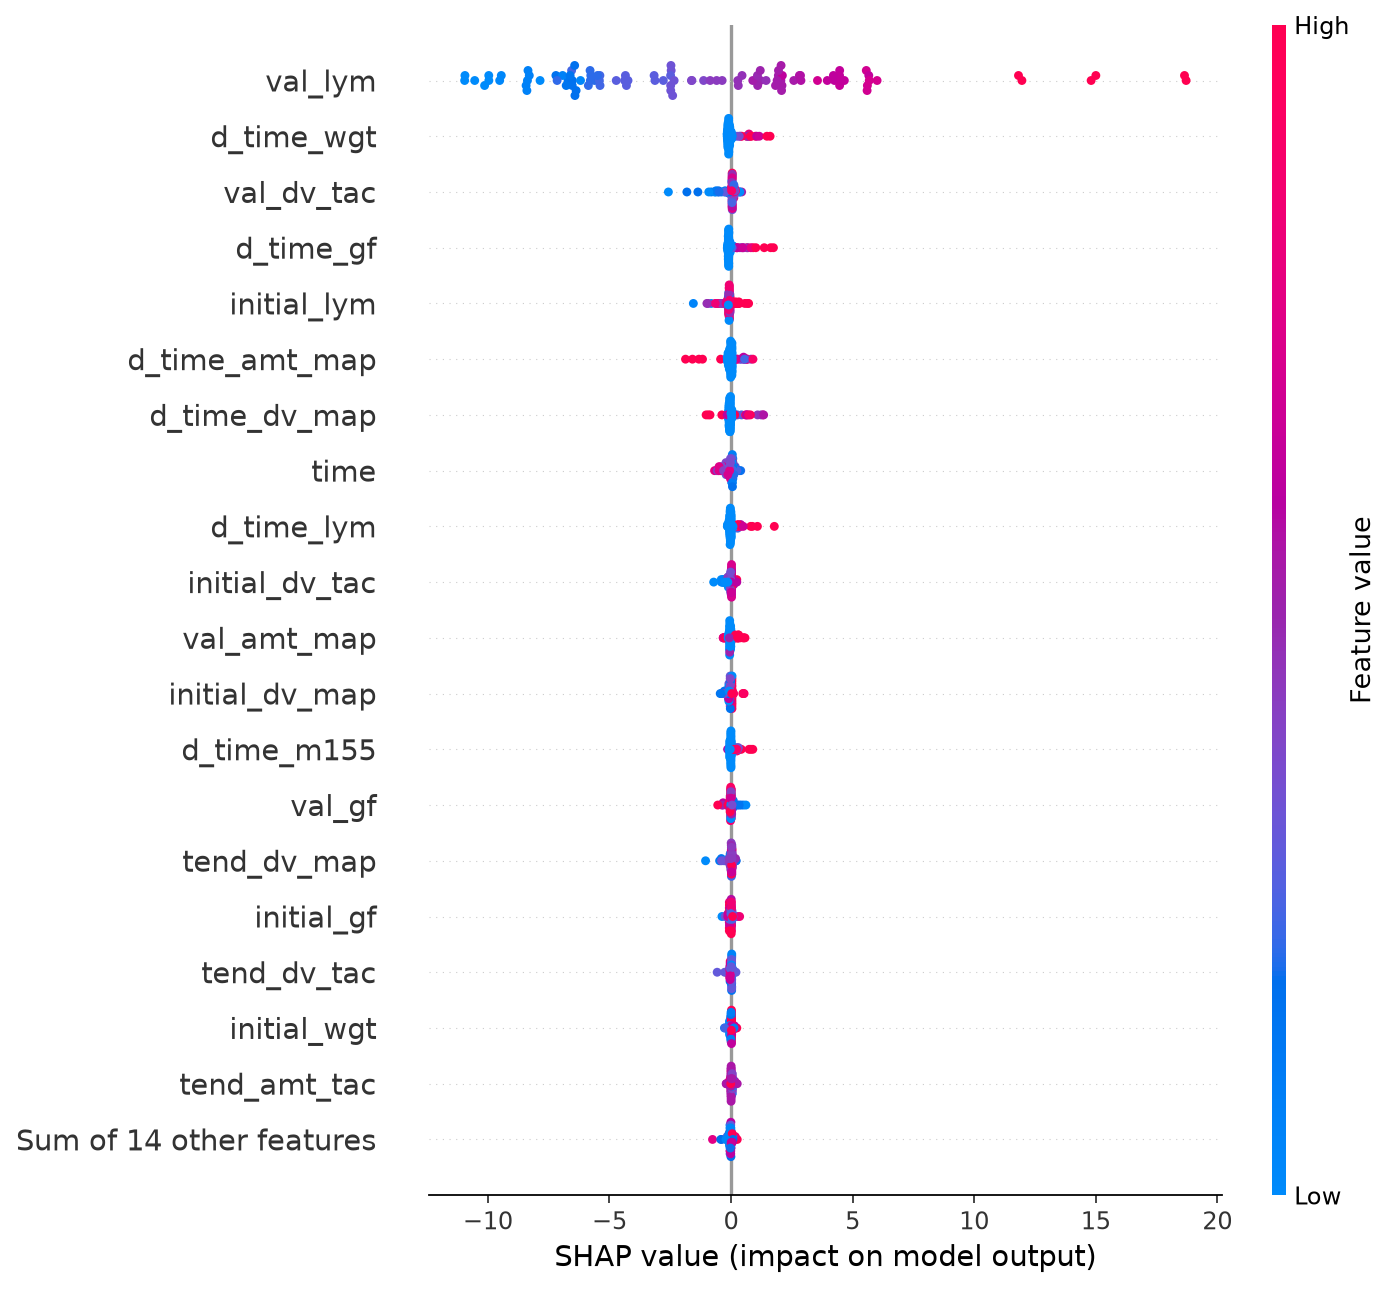 High
val_lym
d_time_wgt
val_dv_tac
d_time_gf
initial_lym
d_time_amt_map
d_time_dv_map
time
d_time_lym
initial_dv_tac
val_amt_map
initial_dv_map
d_time_m155
val_gf
tend_dv_map
initial_gf
tend_dv_tac
initial_wgt
tend_amt_tac
Sum of 14 other features
Feature value
Low
−10 −5 0 5 10 15 20
SHAP value (impact on model output)